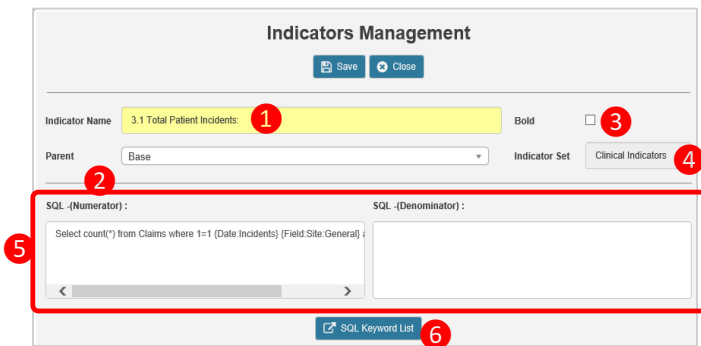 Indicators Management
Save Close
Indicator Name 3.1 Total Patient Incidents: 1 Bold 3
Parent Base Indicator Set Clinical Indicators 4
2
SQL -(Numerator) : SQL -(Denominator) :
5 Select count(*) from Claims where 1=1 {Date:Incidents} {Field:Site:General} a
SQL Keyword List 6